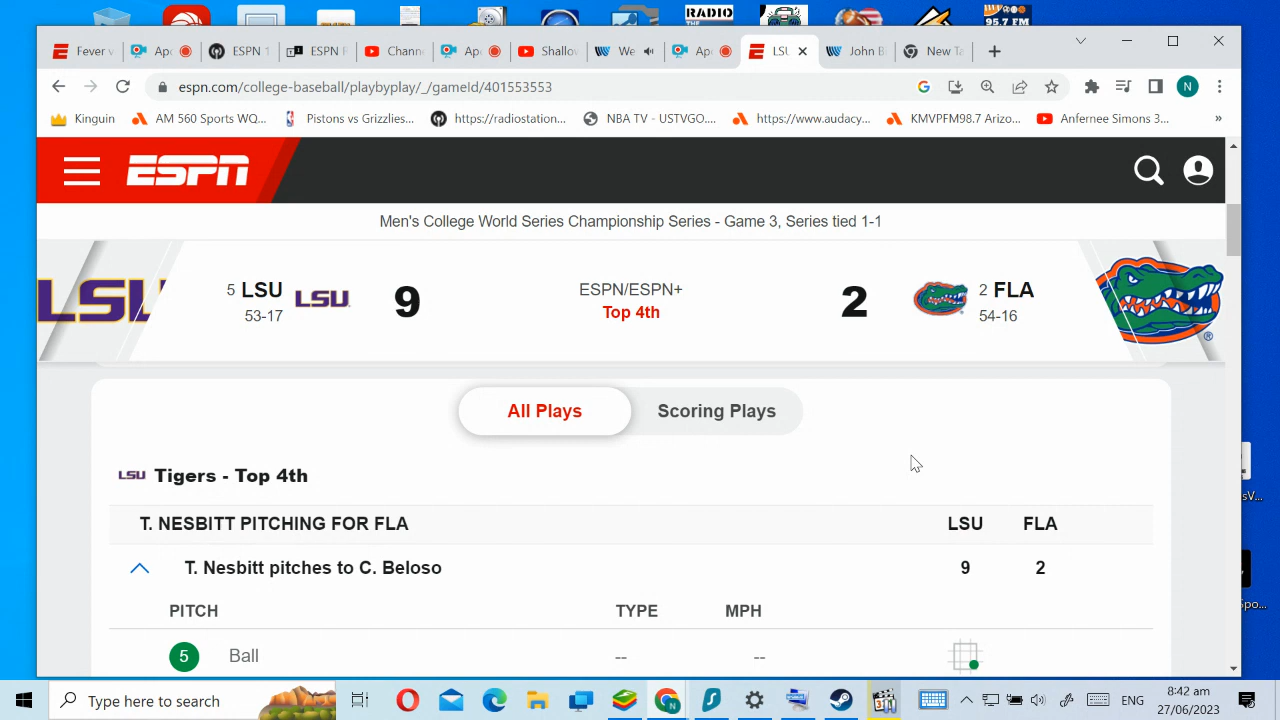 RADIO
95.7 FM
Fever v
Apo
ESPN 1
ESPN F
Chann
Ap
Shallov
We
Ap
LSU
John B
New Ta
espn.com/college-baseball/playbyplay/_/gameId/401553553
N
Kinguin
AM 560 Sports WQ...
Pistons vs Grizzlies...
https://radiostation...
NBA TV - USTVGO....
https://www.audacy...
KMVPFM98.7 Arizo...
Anfernee Simons 3...
»
ESPN
Men's College World Series Championship Series - Game 3, Series tied 1-1
LSU
5 LSU
53-17
LSU
9
ESPN/ESPN+
Top 4th
2
2 FLA
54-16
All Plays
Scoring Plays
LSU Tigers - Top 4th
T. NESBITT PITCHING FOR FLA LSU FLA
T. Nesbitt pitches to C. Beloso 9 2
PITCH TYPE MPH
5 Ball -- --
sV...
Spo...
Type here to search
ENG
8:42 am
27/06/2023